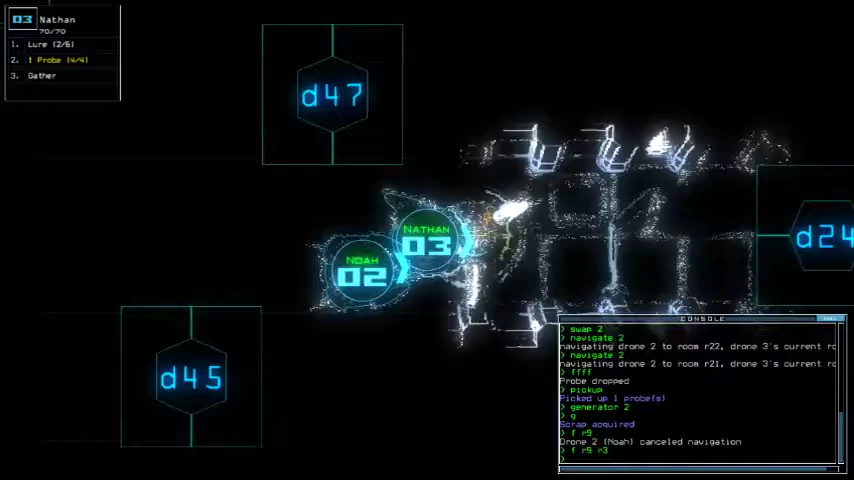 03 Nathan
70/70
1. Lure (2/6)
2. ! Probe (4/4)
3. Gather
d47
NATHAN
03
NOAH
02
d24
d45
CONSOLE
> swap 2
> navigate 2
navigating drone 2 to room r22, drone 3's current ro
> navigate 2
navigating drone 2 to room r21, drone 3's current ro
> ffff
Probe dropped
> pickup
Picked up 1 probe(s)
> generator 2
> g
Scrap acquired
> f r9
Drone 2 (Noah) canceled navigation
> f r9 r3
>